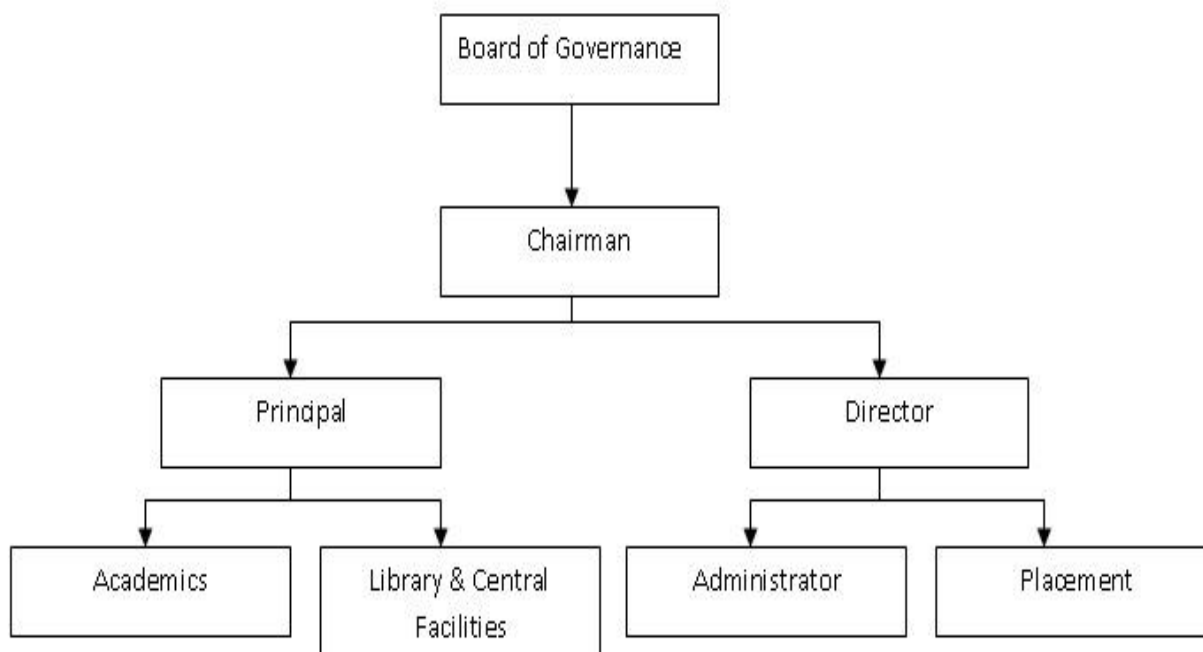 Board of Governance
Chairman
Principal
Director
Academics
Library & Central
Facilities
Administrator
Placement